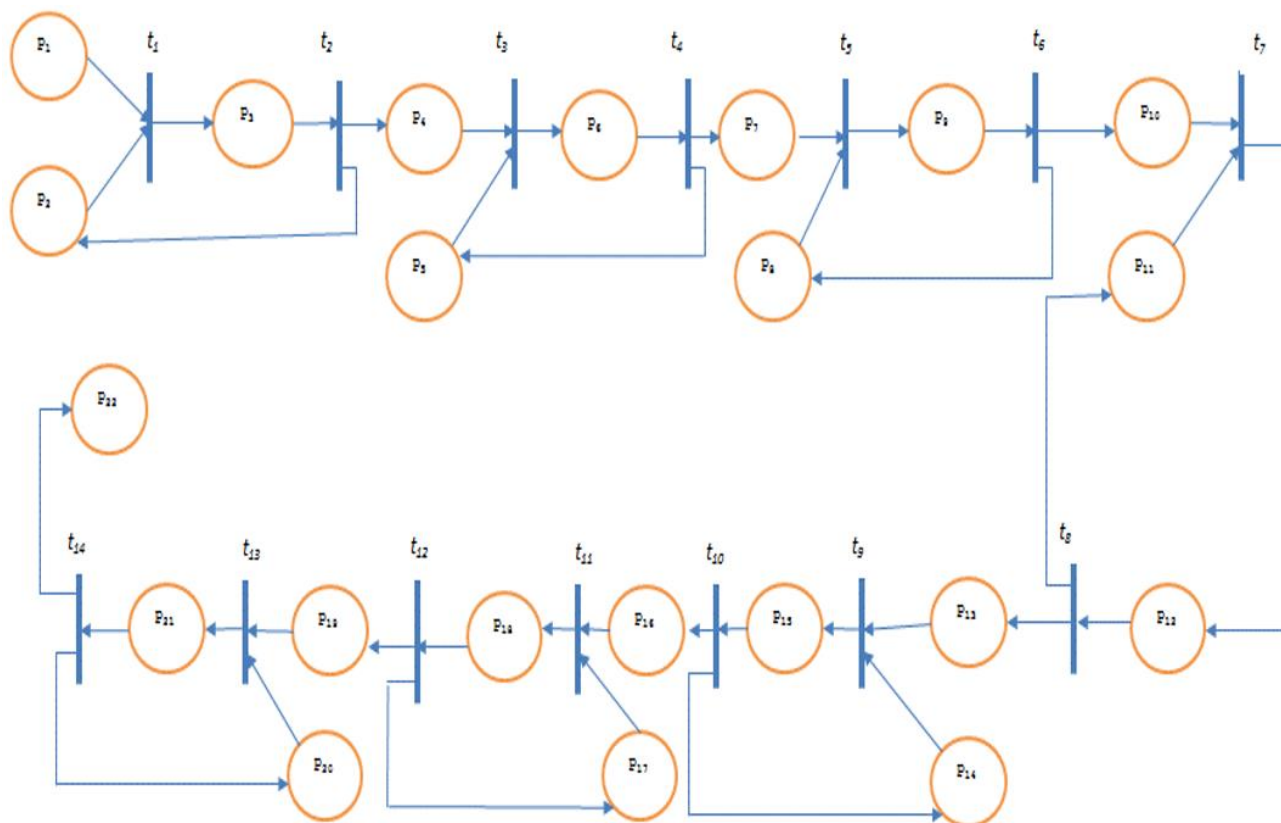 P₁
t₁
t₂
t₃
t₄
t₅
t₆
t₇
P₃
P₄
P₆
P₇
P₉
P₁₀
P₂
P₅
P₈
P₁₁
P₂₂
t₁₄
t₁₃
t₁₂
t₁₁
t₁₀
t₉
t₈
P₂₁
P₁₉
P₁₈
P₁₆
P₁₅
P₁₃
P₁₂
P₂₀
P₁₇
P₁₄